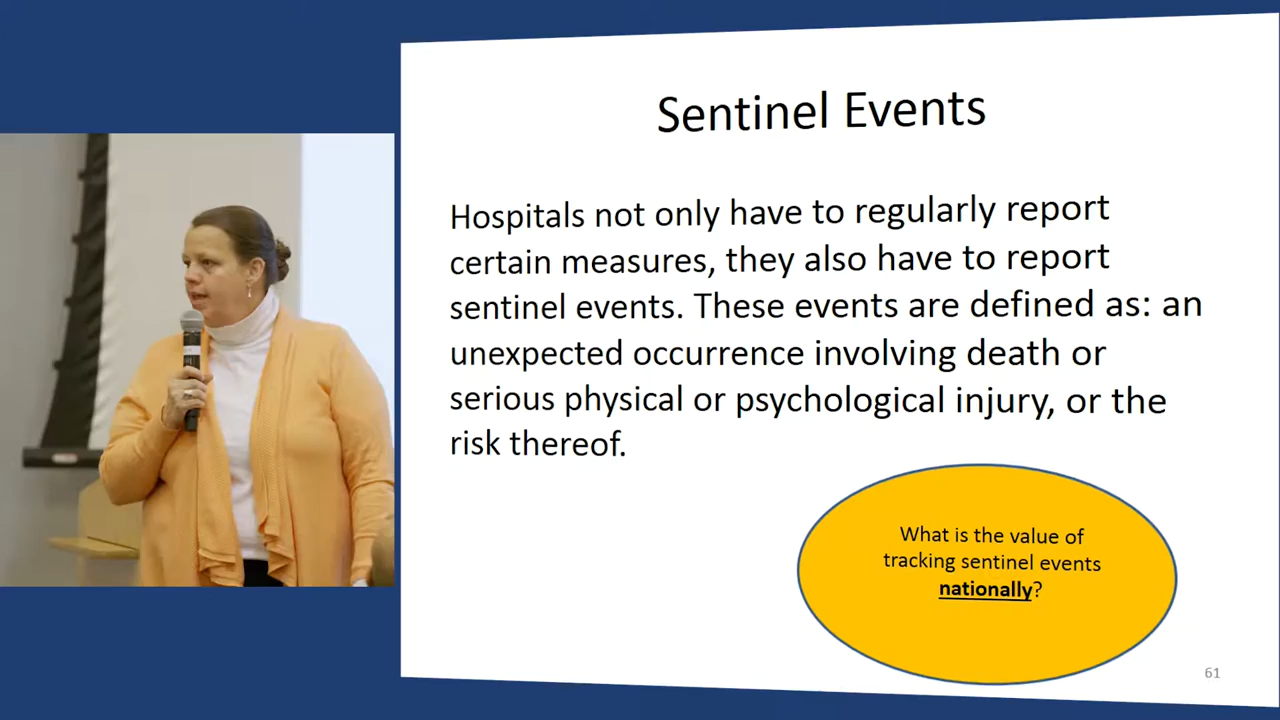 Sentinel Events
Hospitals not only have to regularly report
certain measures, they also have to report
sentinel events. These events are defined as: an
unexpected occurrence involving death or
serious physical or psychological injury, or the
risk thereof.
What is the value of
tracking sentinel events
nationally?
61